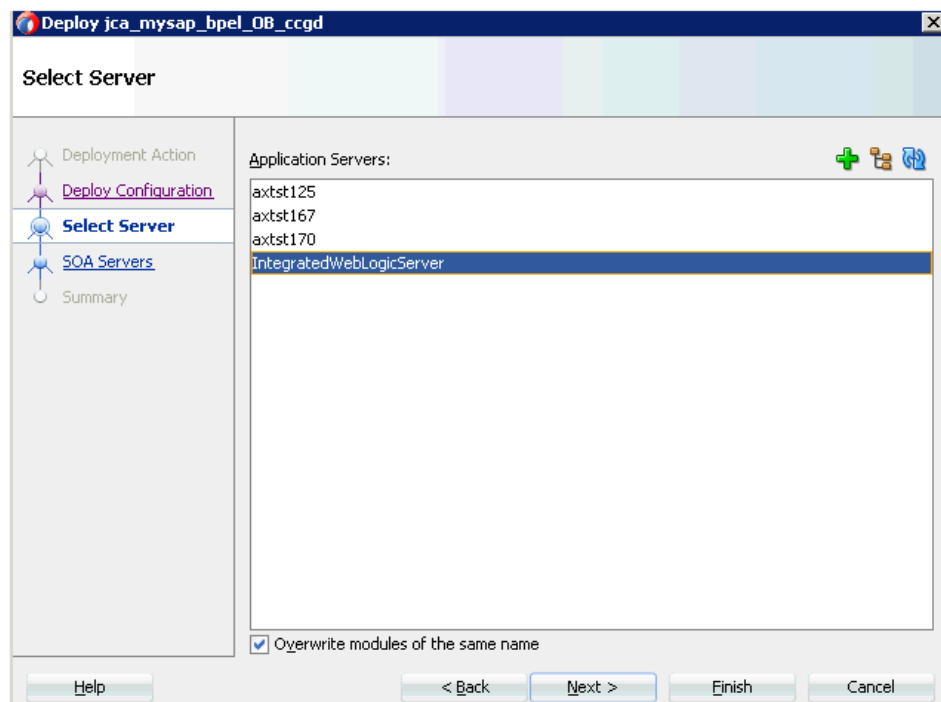 Deploy jca_mysap_bpel_OB_ccgd
Select Server
Deployment Action
Deploy Configuration
Select Server
SOA Servers
Summary
Application Servers:
axtst125
axtst167
axtst170
IntegratedWebLogicServer
Overwrite modules of the same name
Help
< Back
Next >
Finish
Cancel